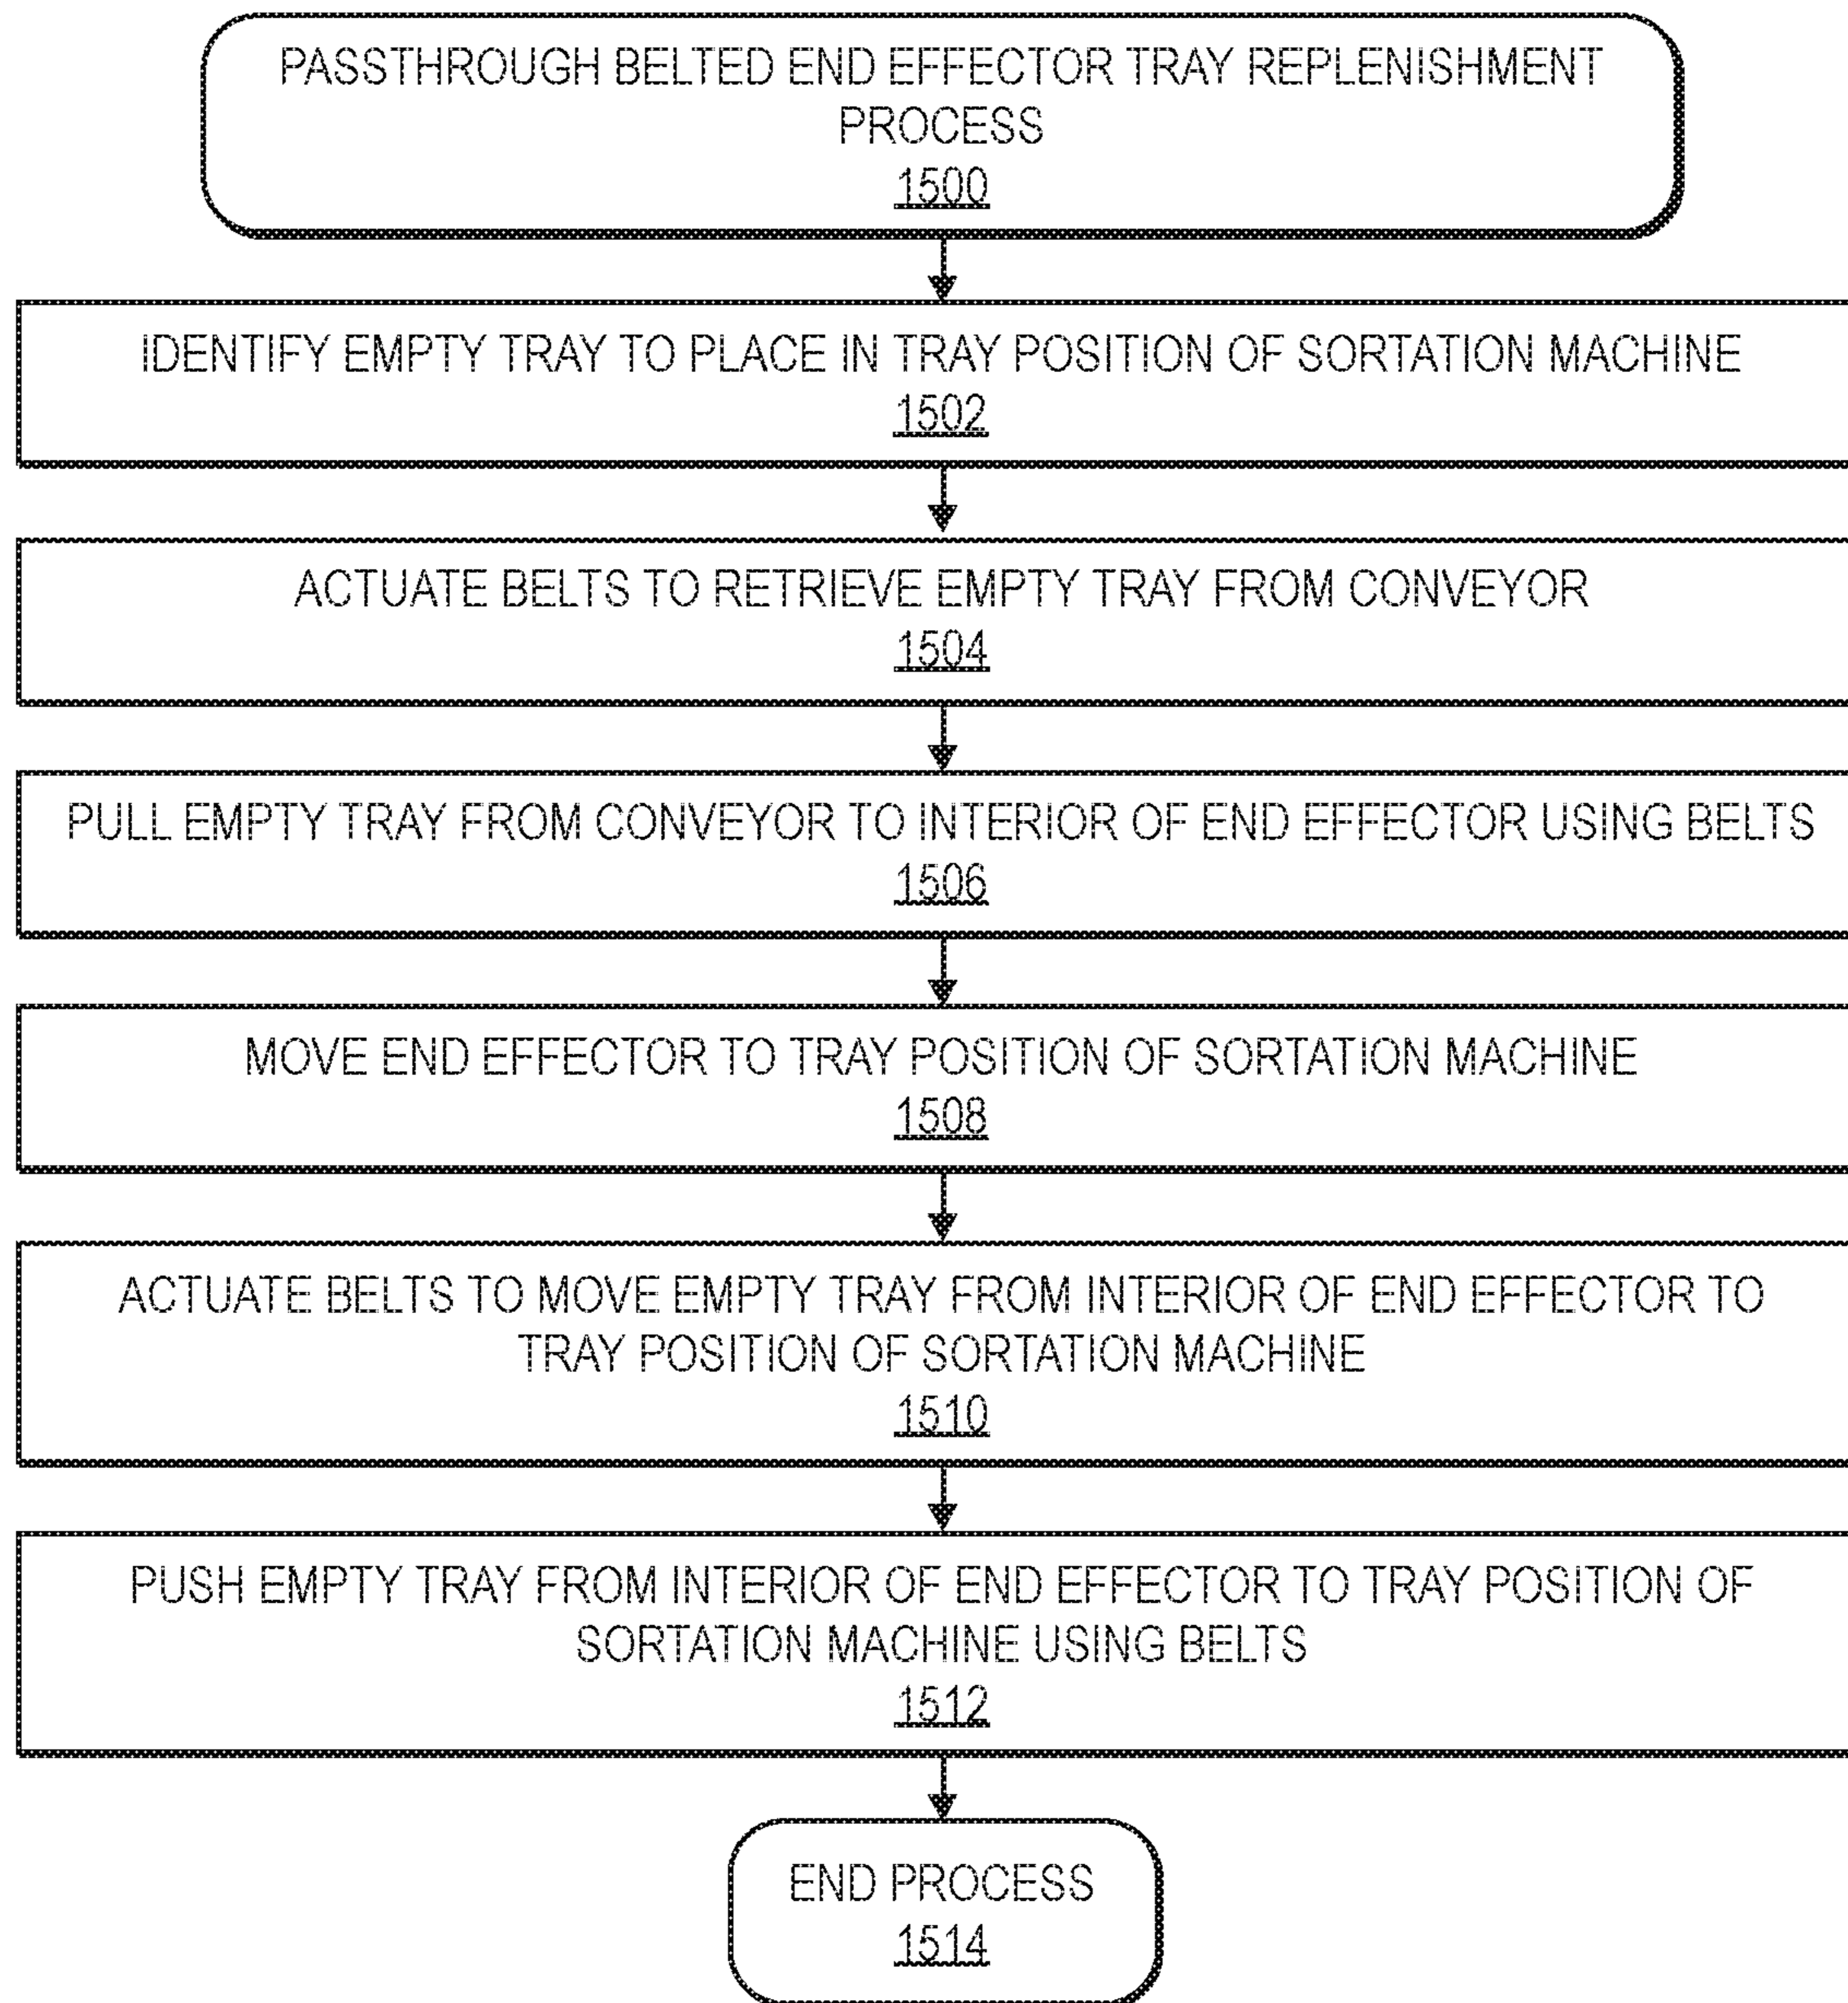 PASSTHROUGH BELTED END EFFECTOR TRAY REPLENISHMENT
PROCESS
1500
IDENTIFY EMPTY TRAY TO PLACE IN TRAY POSITION OF SORTATION MACHINE
1502
ACTUATE BELTS TO RETRIEVE EMPTY TRAY FROM CONVEYOR
1504
PULL EMPTY TRAY FROM CONVEYOR TO INTERIOR OF END EFFECTOR USING BELTS
1506
MOVE END EFFECTOR TO TRAY POSITION OF SORTATION MACHINE
1508
ACTUATE BELTS TO MOVE EMPTY TRAY FROM INTERIOR OF END EFFECTOR TO
TRAY POSITION OF SORTATION MACHINE
1510
PUSH EMPTY TRAY FROM INTERIOR OF END EFFECTOR TO TRAY POSITION OF
SORTATION MACHINE USING BELTS
1512
END PROCESS
1514